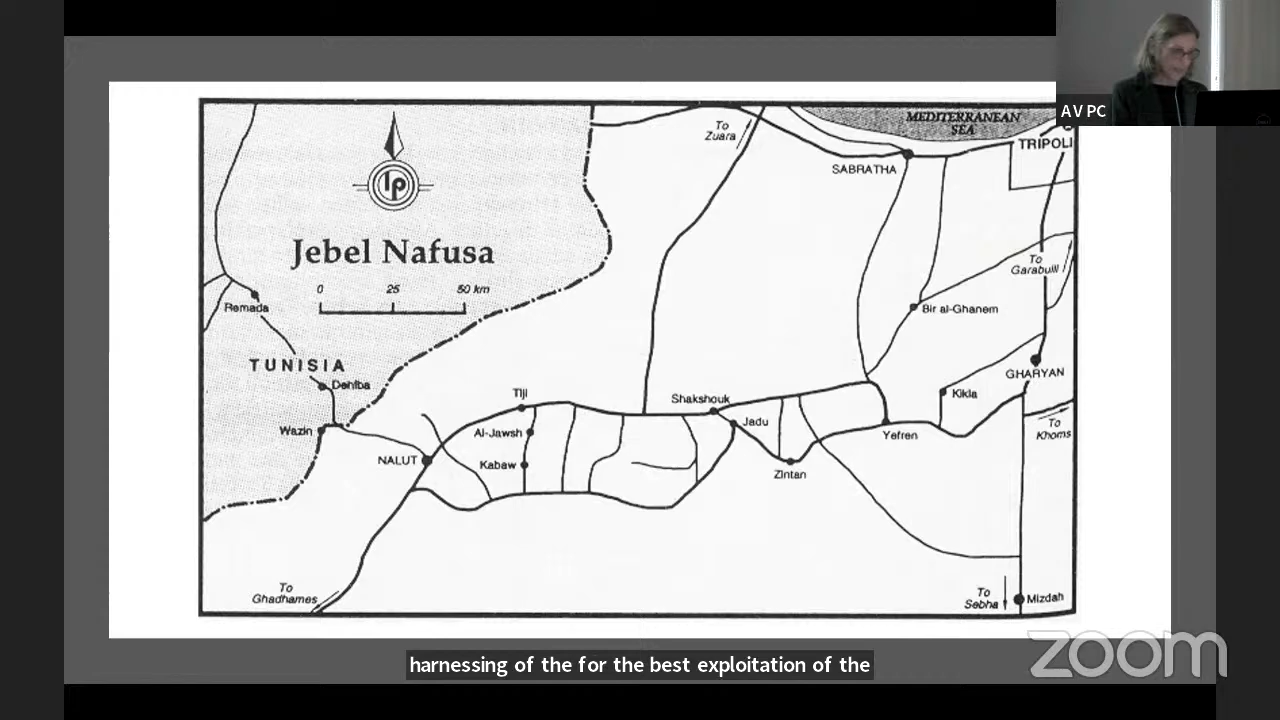 AV PC
MEDITERRANEAN
SEA
To
Zuara
TRIPOLI
SABRATHA
lp
Jebel Nafusa
0 25 50 km
To
Garabulli
Remada
Bir al-Ghanem
TUNISIA
GHARYAN
Dehiba
Tiji
Shakshouk
Kikla
Wazin
Al-Jawsh
Jadu
Yefren
To
Khoms
NALUT
Kabaw
Zintan
To
Ghadhames
To
Sebha
Mizdah
zoom
harnessing of the for the best exploitation of the